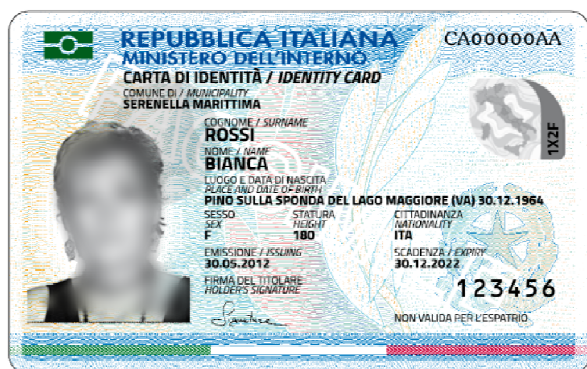 REPUBBLICA ITALIANA
CA00000AA
MINISTERO DELL'INTERNO
CARTA DI IDENTITÀ / IDENTITY CARD
COMUNE DI / MUNICIPALITY
SERENELLA MARITTIMA
COGNOME / SURNAME
ROSSI
NOME / NAME
BIANCA
LUOGO E DATA DI NASCITA
PLACE AND DATE OF BIRTH
PINO SULLA SPONDA DEL LAGO MAGGIORE (VA) 30.12.1964
SESSO STATURA CITTADINANZA
SEX HEIGHT NATIONALITY
F 180 ITA
EMISSIONE / ISSUING SCADENZA / EXPIRY
30.05.2012 30.12.2022
FIRMA DEL TITOLARE
HOLDER'S SIGNATURE
123456
NON VALIDA PER L'ESPATRIO
1X2F